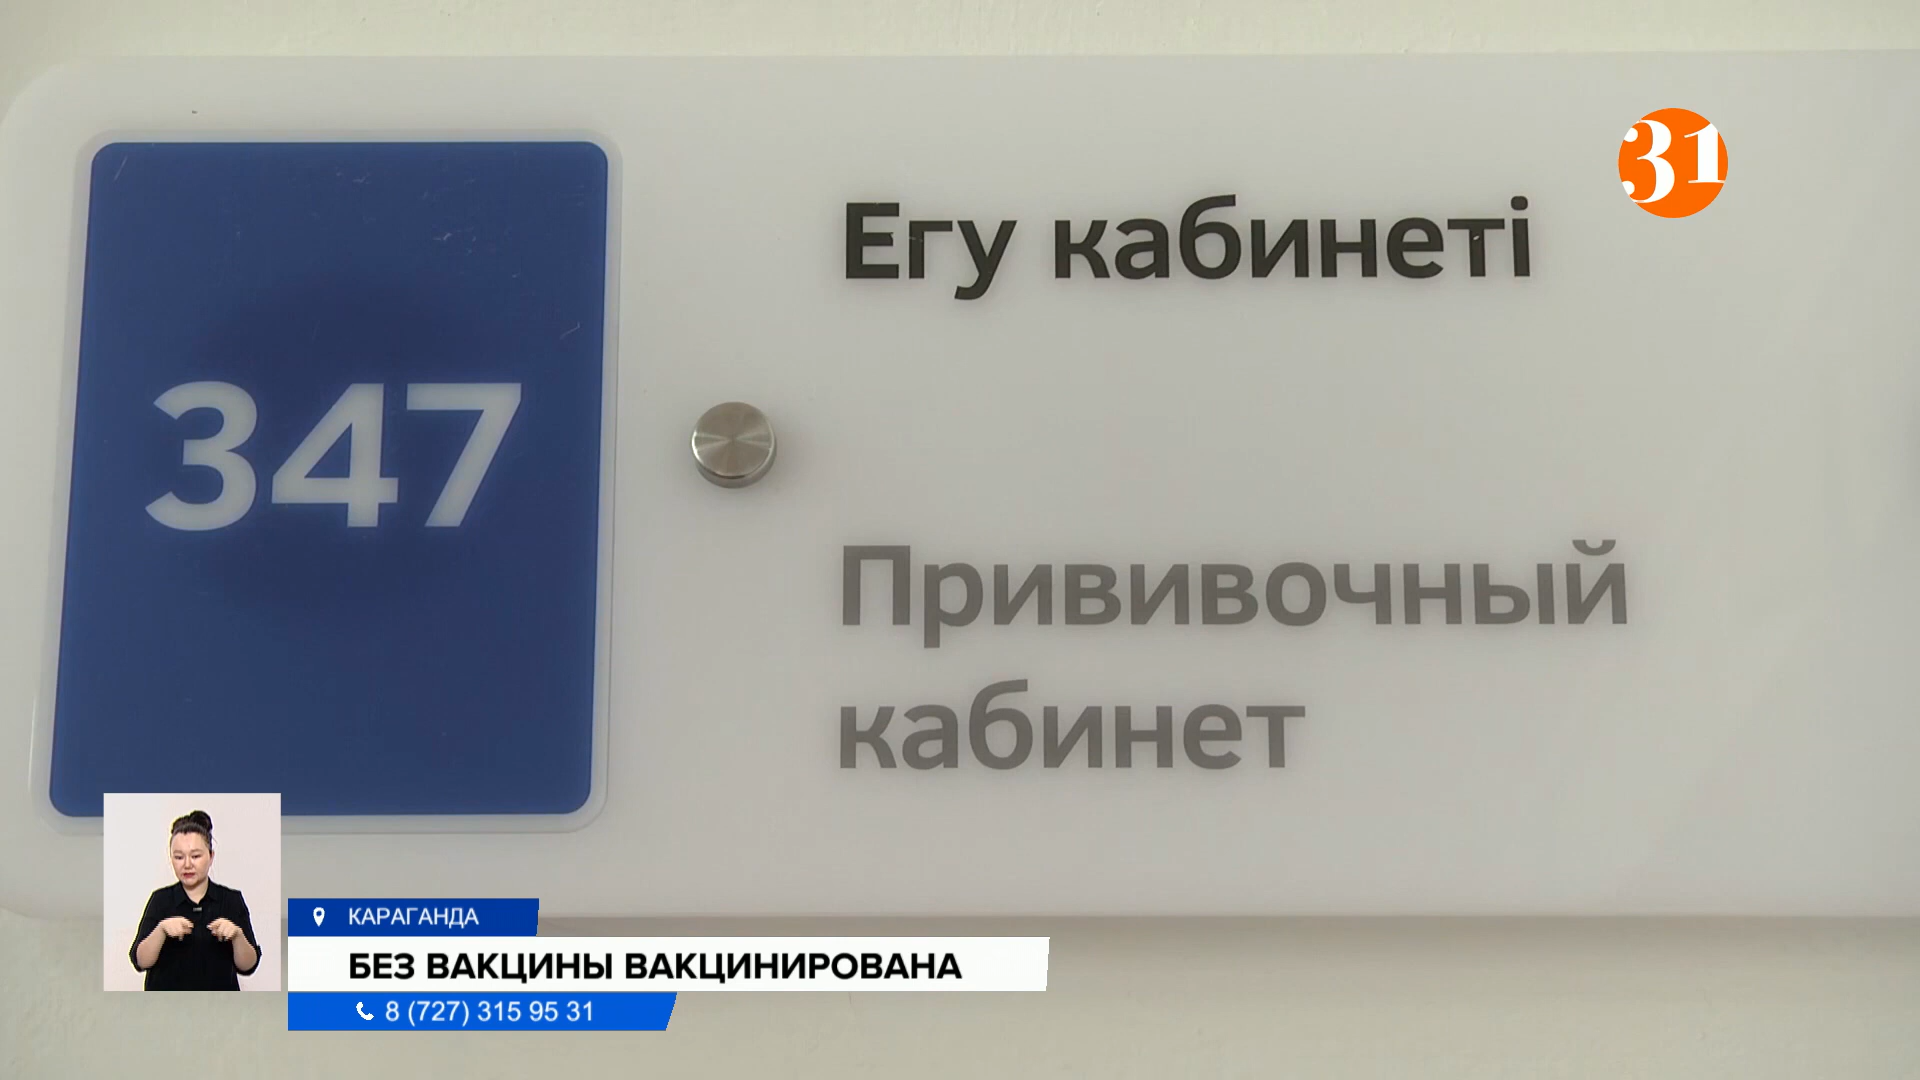 31
Егу кабинеті
347
Прививочный
кабинет
КАРАГАНДА
БЕЗ ВАКЦИНЫ ВАКЦИНИРОВАНА
8 (727) 315 95 31